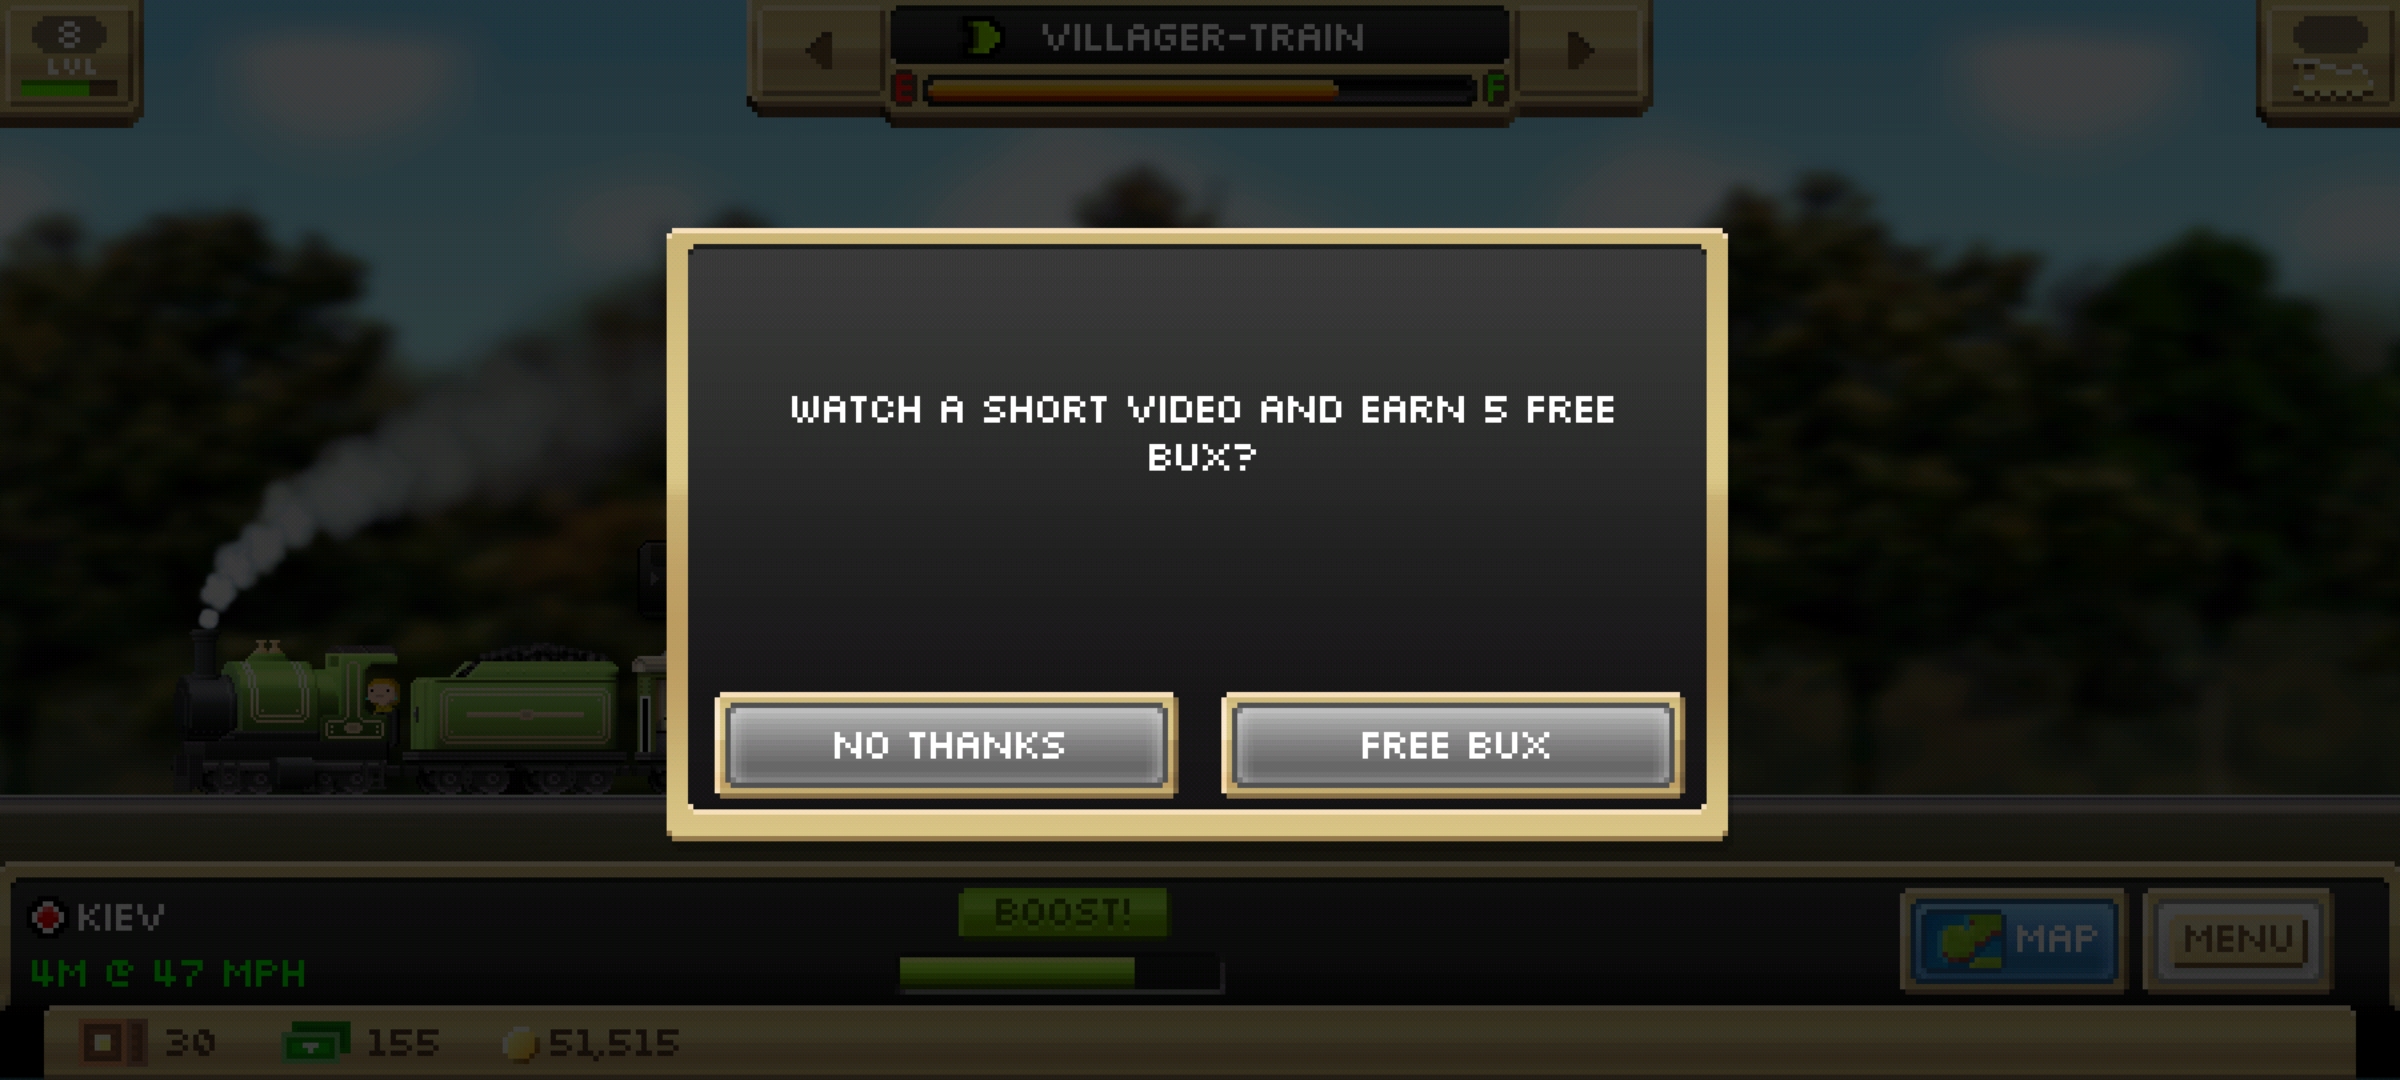 8
LVL
VILLAGER-TRAIN
E F
WATCH A SHORT VIDEO AND EARN 5 FREE
BUX?
NO THANKS
FREE BUX
KIEV
4M @ 47 MPH
BOOST!
MAP
MENU
30
155
51,515